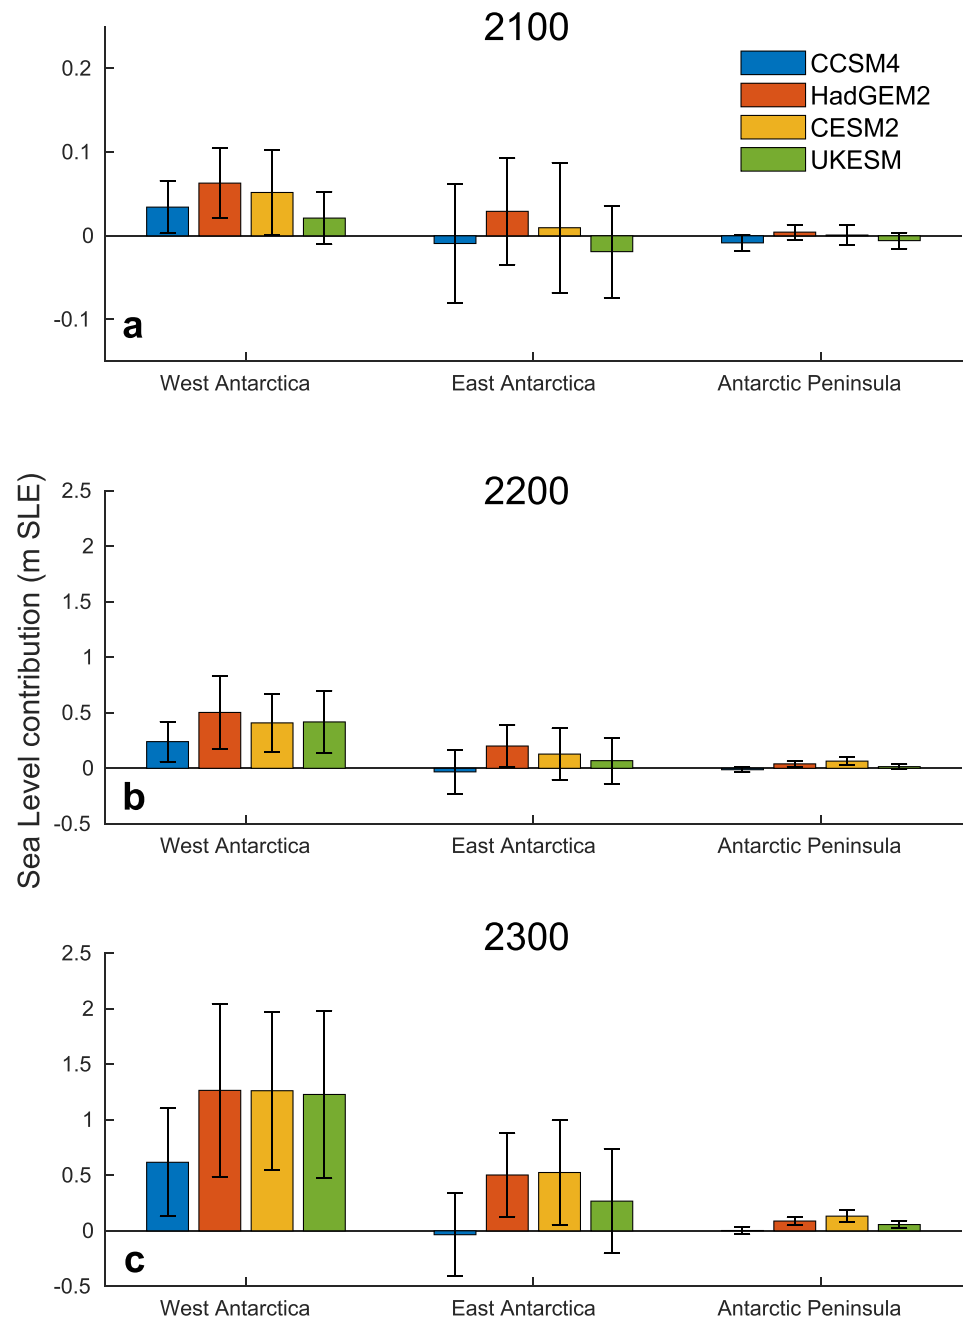 2100
CCSM4
HadGEM2
CESM2
UKESM
0.2
0.1
0
-0.1
a
West Antarctica East Antarctica Antarctic Peninsula
Sea Level contribution (m SLE)
2200
2.5
2
1.5
1
0.5
0
-0.5
b
West Antarctica East Antarctica Antarctic Peninsula
2300
2.5
2
1.5
1
0.5
0
-0.5
c
West Antarctica East Antarctica Antarctic Peninsula